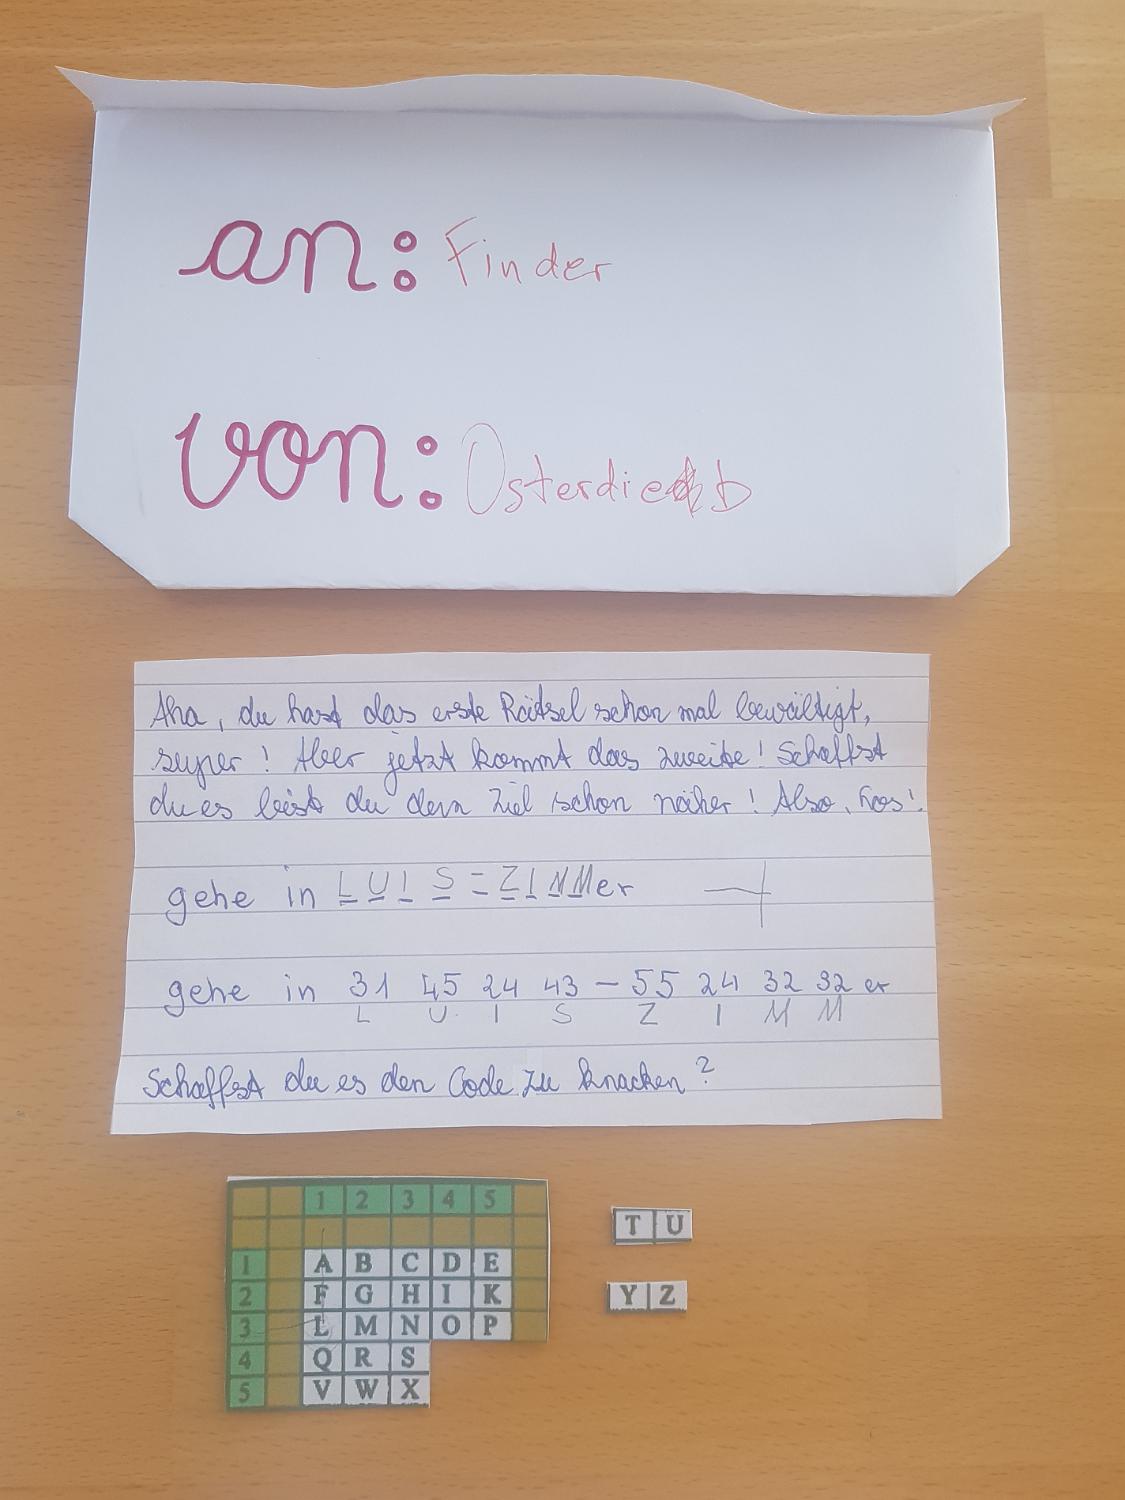 an: Finder
von: Osterdieb
Aha, du hast das erste Rätsel schon mal bewältigt,
super! Aber jetzt kommt das zweite! Schaffst
du es bist du dem Ziel schon näher! Also, Los!
gehe in L U I S = Z I M M er
gehe in 31 45 24 43 – 55 24 32 32 er
L U I S Z I M M
Schaffst du es den Code zu knacken?
1 2 3 4 5
1 A B C D E
2 F G H I K
3 L M N O P
4 Q R S
5 V W X
T U
Y Z